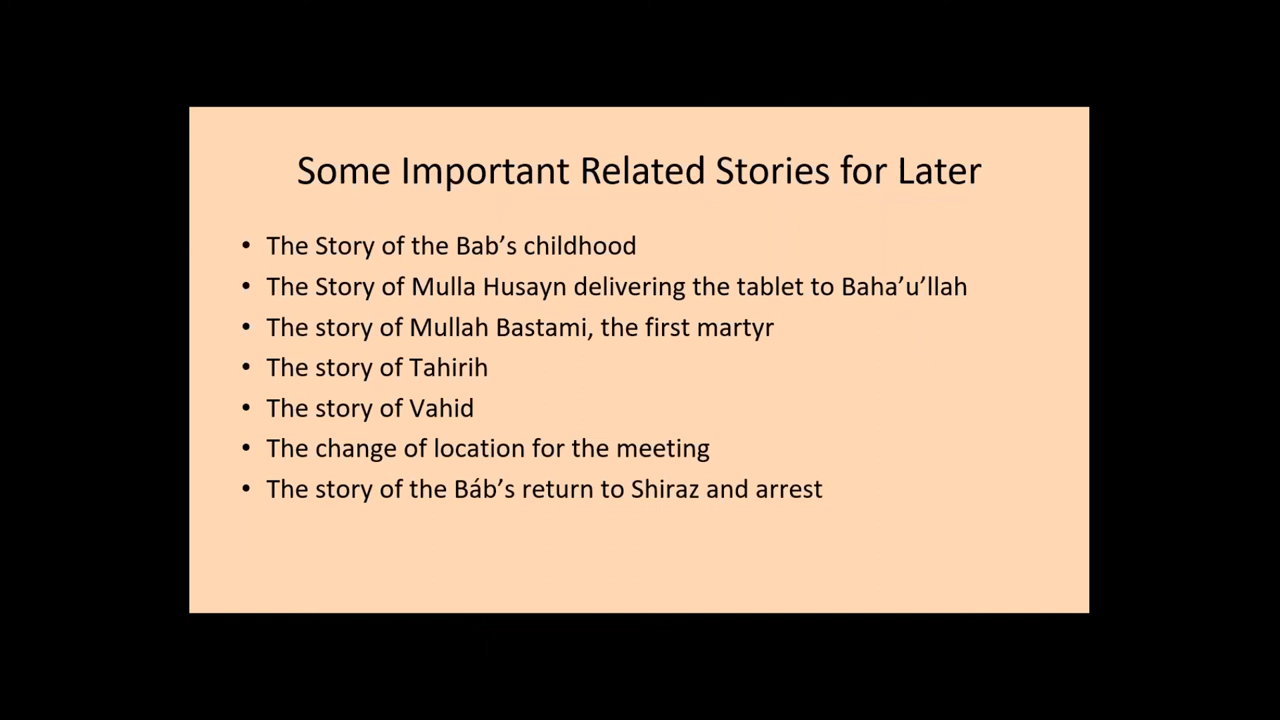 Some Important Related Stories for Later
• The Story of the Bab’s childhood
• The Story of Mulla Husayn delivering the tablet to Baha’u’llah
• The story of Mullah Bastami, the first martyr
• The story of Tahirih
• The story of Vahid
• The change of location for the meeting
• The story of the Báb’s return to Shiraz and arrest